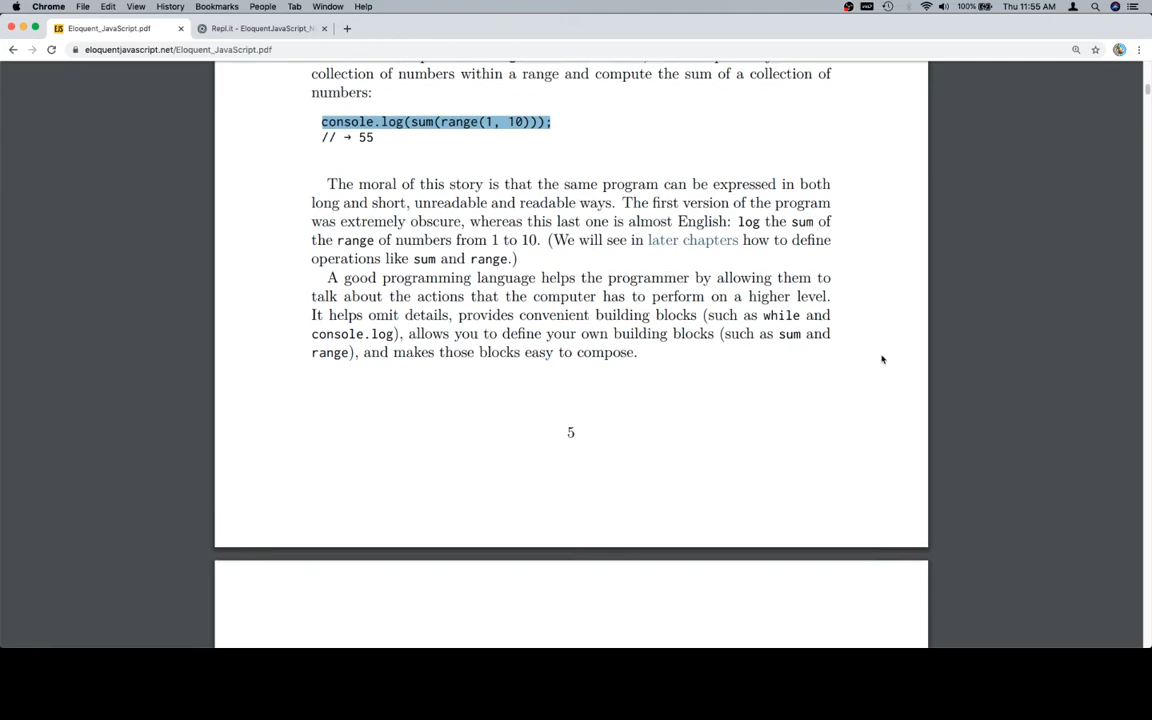 Chrome File Edit View History Bookmarks People Tab Window Help 100% Thu 11:55 AM
Eloquent_JavaScript.pdf Repl.it - EloquentJavaScript_N
eloquentjavascript.net/Eloquent_JavaScript.pdf
collection of numbers within a range and compute the sum of a collection of
numbers:
console.log(sum(range(1, 10)));
// → 55
The moral of this story is that the same program can be expressed in both
long and short, unreadable and readable ways. The first version of the program
was extremely obscure, whereas this last one is almost English: log the sum of
the range of numbers from 1 to 10. (We will see in later chapters how to define
operations like sum and range.)
A good programming language helps the programmer by allowing them to
talk about the actions that the computer has to perform on a higher level.
It helps omit details, provides convenient building blocks (such as while and
console.log), allows you to define your own building blocks (such as sum and
range), and makes those blocks easy to compose.
5